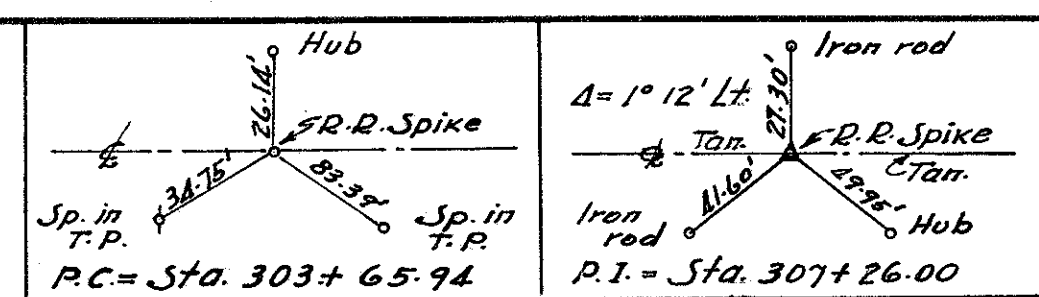 Hub
26.14'
R.R. Spike
℄
34.75'
83.39'
Sp. in
T.P.
Sp. in
T.P.
P.C. = Sta. 303+65.94
Iron rod
Δ = 1° 12' Lt.
27.30'
R.R. Spike
℄
Tan.
℄ Tan.
41.60'
49.95'
Iron
rod
Hub
P.I. = Sta. 307+26.00